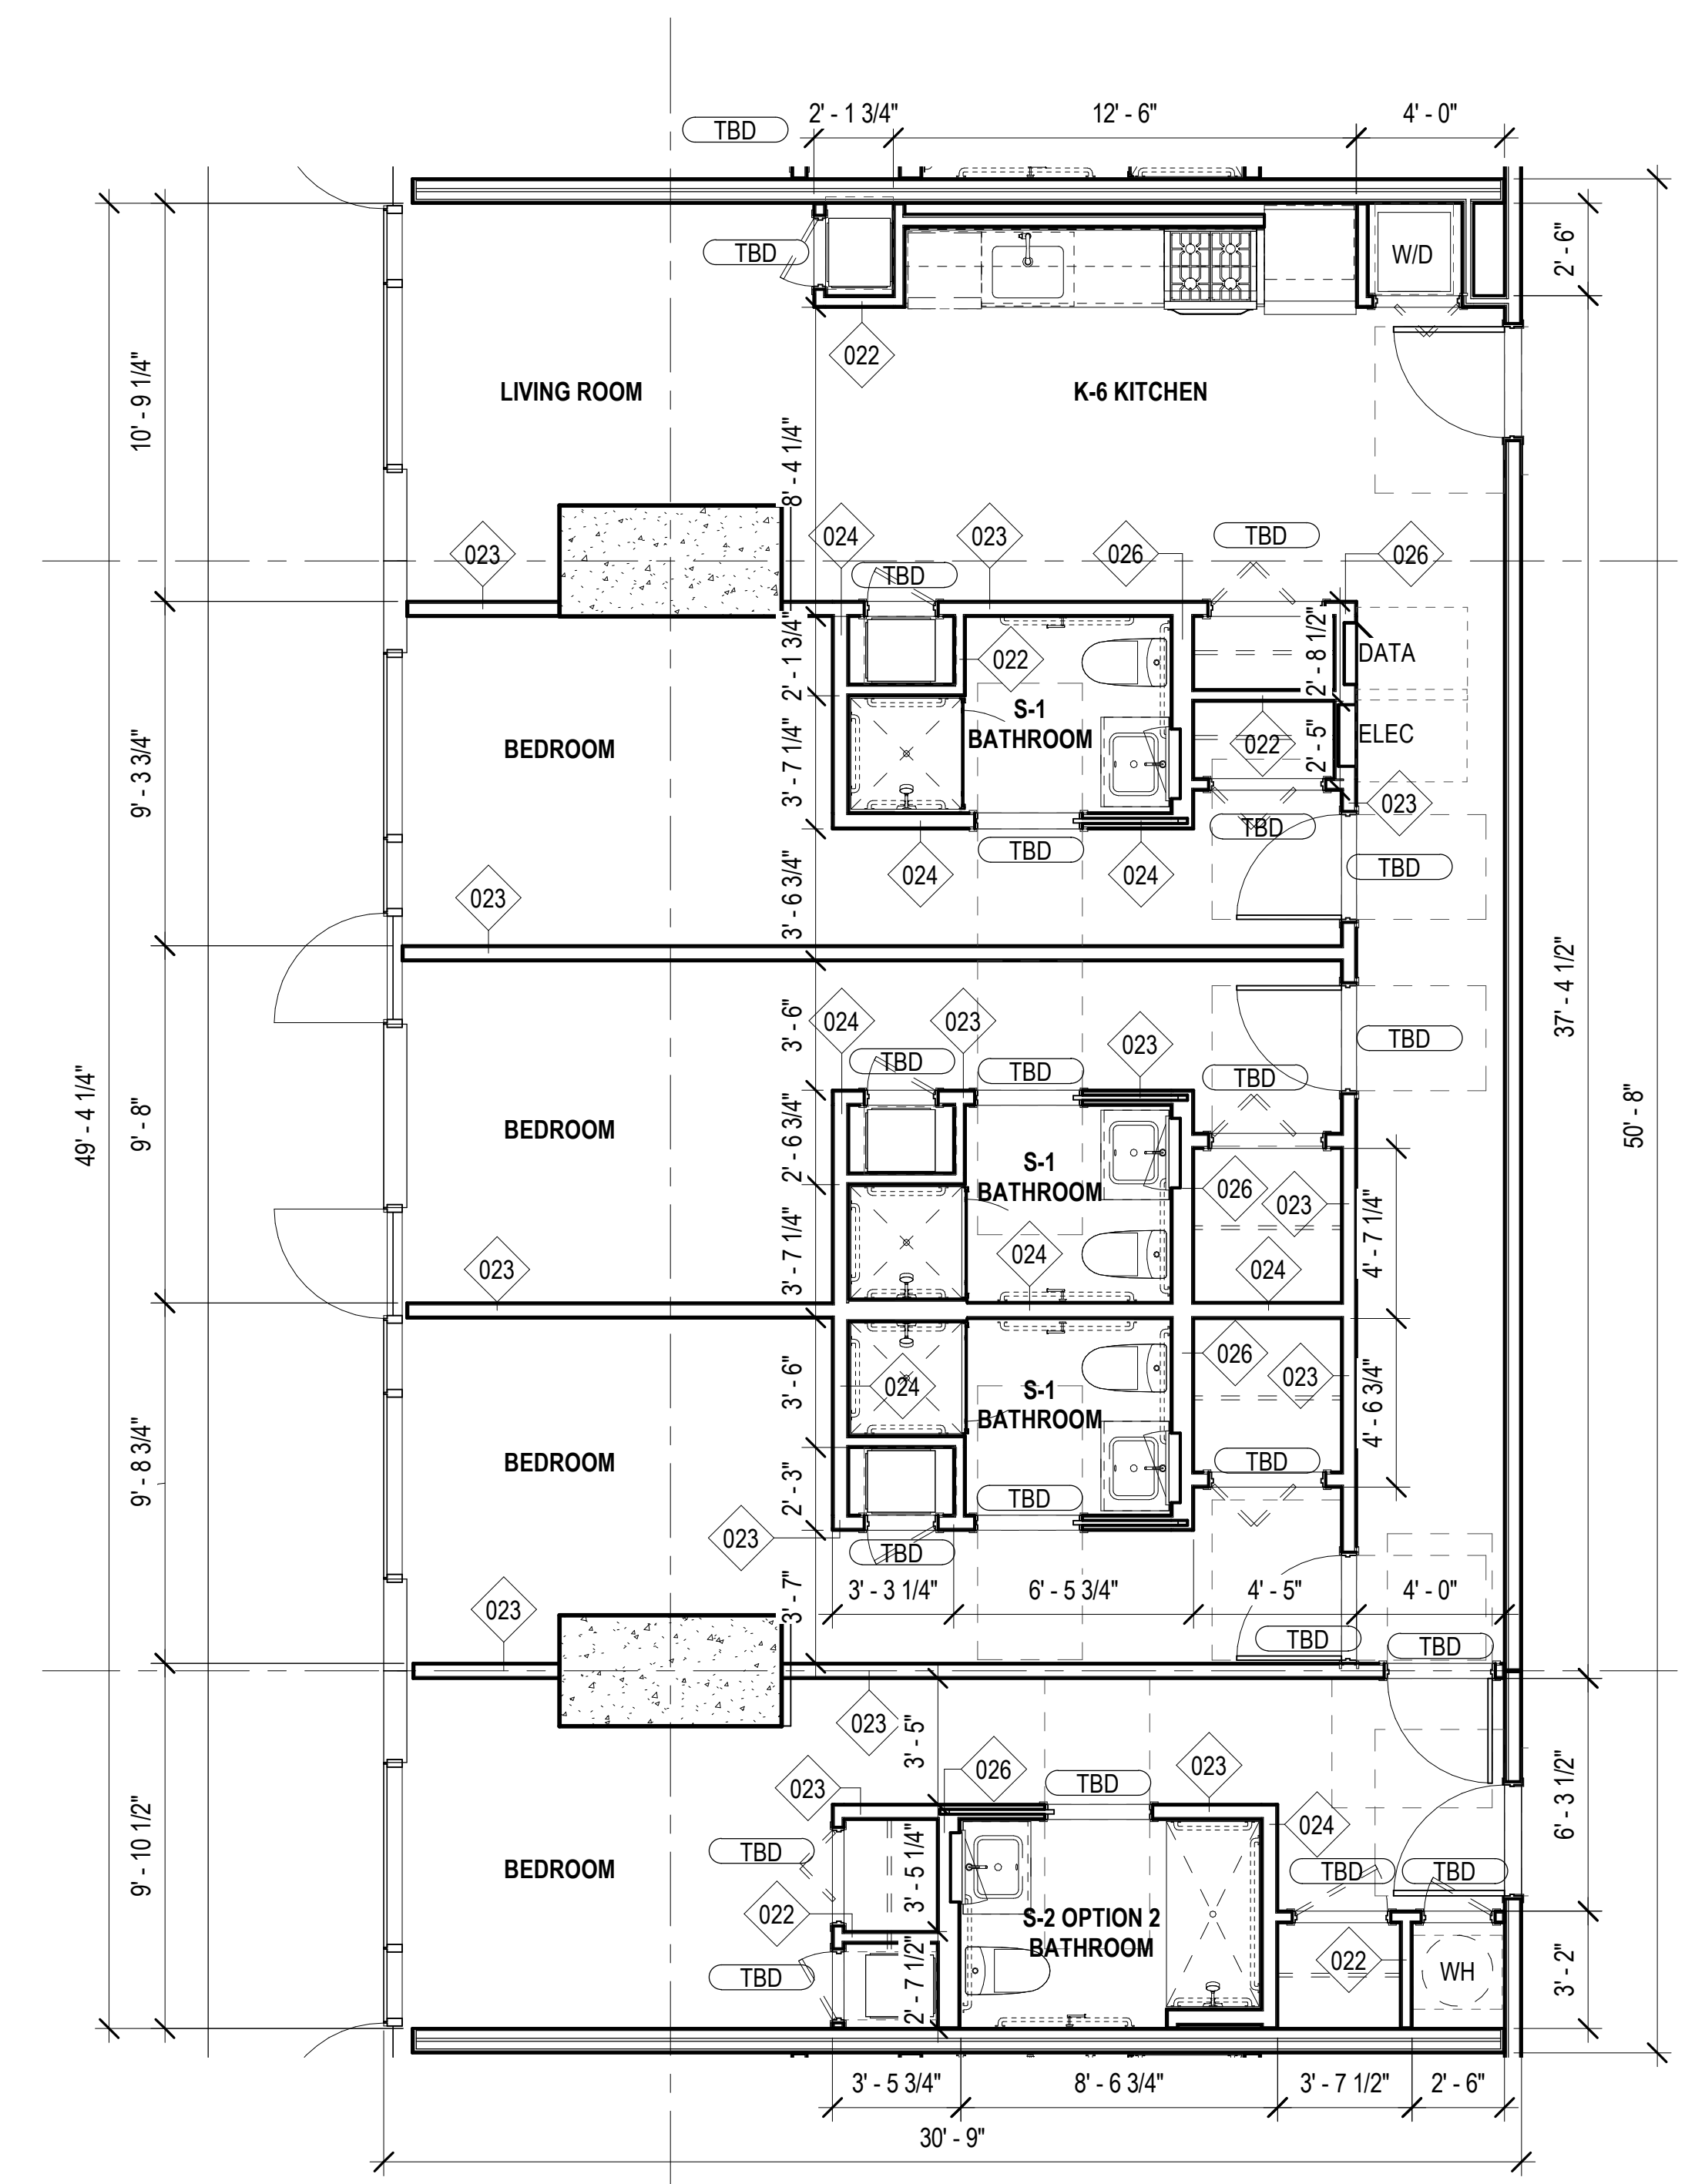 2' - 1 3/4"
12' - 6"
4' - 0"
TBD
TBD
W/D
2' - 6"
022
10' - 9 1/4"
LIVING ROOM
K-6 KITCHEN
8' - 4 1/4"
023
024
023
026
TBD
026
TBD
2' - 1 3/4"
022
2' - 8 1/2"
DATA
S-1
BATHROOM
9' - 3 3/4"
BEDROOM
3' - 7 1/4"
022
2' - 5"
ELEC
023
TBD
TBD
TBD
023
3' - 6 3/4"
024
024
37' - 4 1/2"
3' - 6"
024
023
023
TBD
TBD
TBD
TBD
49' - 4 1/4"
9' - 8"
BEDROOM
2' - 6 3/4"
S-1
BATHROOM
026
023
4' - 7 1/4"
50' - 8"
023
3' - 7 1/4"
024
024
3' - 6"
024
S-1
BATHROOM
026
023
4' - 6 3/4"
9' - 8 3/4"
BEDROOM
2' - 3"
TBD
TBD
023
TBD
3' - 7"
3' - 3 1/4"
6' - 5 3/4"
4' - 5"
4' - 0"
023
TBD
TBD
023
3' - 5"
023
026
TBD
023
024
6' - 3 1/2"
9' - 10 1/2"
BEDROOM
TBD
3' - 5 1/4"
TBD
TBD
022
S-2 OPTION 2
BATHROOM
TBD
2' - 7 1/2"
022
WH
3' - 2"
3' - 5 3/4"
8' - 6 3/4"
3' - 7 1/2"
2' - 6"
30' - 9"